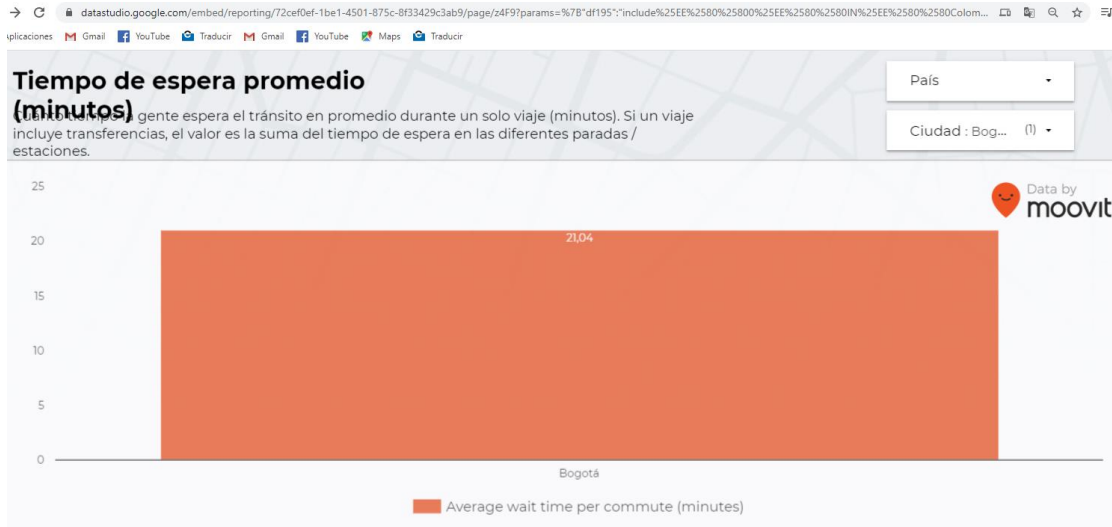 datastudio.google.com/embed/reporting/72cef0ef-1be1-4501-875c-8f33429c3ab9/page/z4F9?params=%7B"df195":"include%25EE%2580%25800%25EE%2580%2580IN%25EE%2580%2580Colom...
plicaciones Gmail YouTube Traducir Gmail YouTube Maps Traducir
Tiempo de espera promedio
(minutos)
Cuánto tiempo la gente espera el tránsito en promedio durante un solo viaje (minutos). Si un viaje
incluye transferencias, el valor es la suma del tiempo de espera en las diferentes paradas /
estaciones.
País
Ciudad : Bog... (1)
Data by
moovit
25
20
15
10
5
0
21,04
Bogotá
Average wait time per commute (minutes)